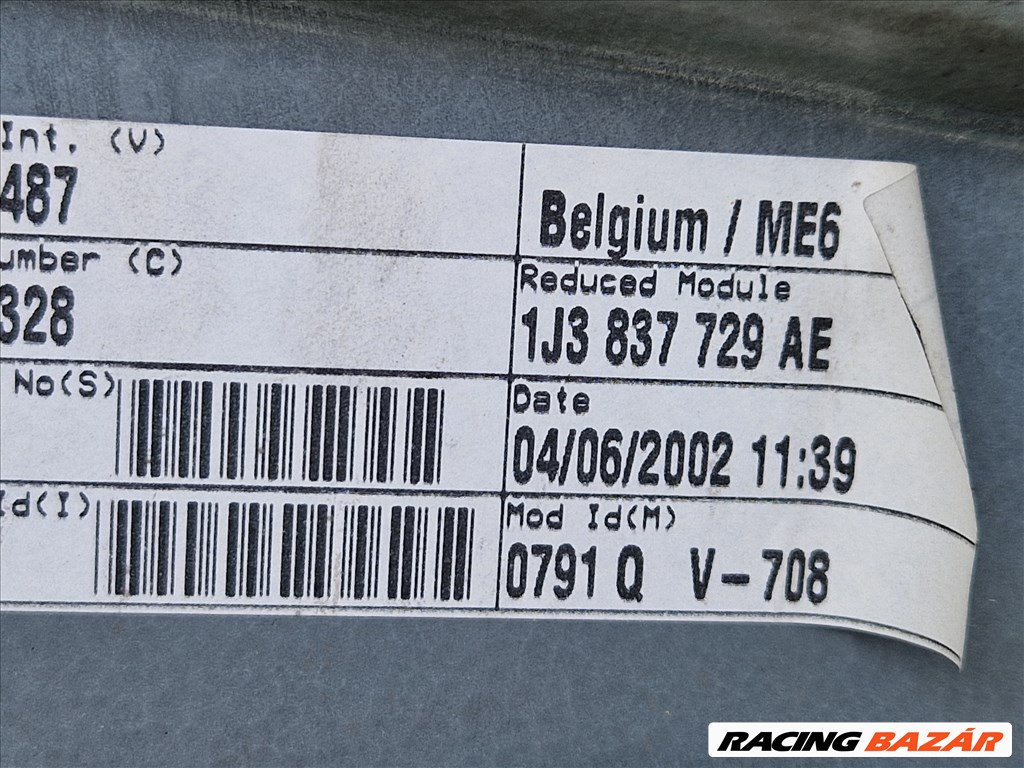 Int. (V)
487
Belgium / ME6
umber (C)
328
Reduced Module
1J3 837 729 AE
No(S)
Date
04/06/2002 11:39
Id(I)
Mod Id(M)
0791 Q V-708
RACING BAZÁR